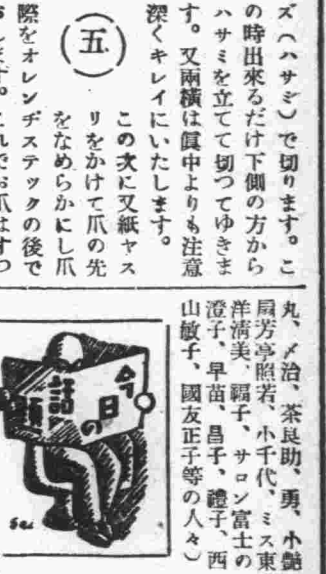 ズ(ハサミ)で切ります。こ
の時出來るだけ下側の方から
ハサミを立てて切つてゆきま
す。又兩横は眞中よりも注意
深くキレイにいたします。
(五)
この次に又紙ヤス
リをかけて爪の先
をなめらかにし爪
際をオレンヂステツクの後で
丸、〆治、茶良助、勇、小艶
扇芳亭照若、小千代、ミス東
洋清美、福子、サロン富士の
澄子、早苗、昌子、禮子、西
山敏子、國友正子等の人々)
今日の
話題